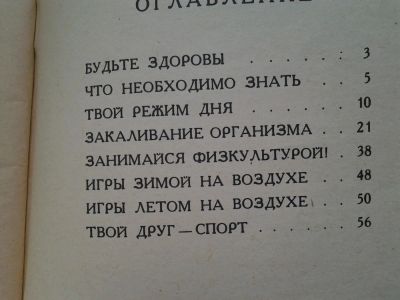 ОГЛАВЛЕНИЕ
БУДЬТЕ ЗДОРОВЫ . . . . . . 3
ЧТО НЕОБХОДИМО ЗНАТЬ . . 5
ТВОЙ РЕЖИМ ДНЯ . . . . . . 10
ЗАКАЛИВАНИЕ ОРГАНИЗМА . . 21
ЗАНИМАЙСЯ ФИЗКУЛЬТУРОЙ! . 38
ИГРЫ ЗИМОЙ НА ВОЗДУХЕ . . 48
ИГРЫ ЛЕТОМ НА ВОЗДУХЕ . . 50
ТВОЙ ДРУГ — СПОРТ . . . . . 56